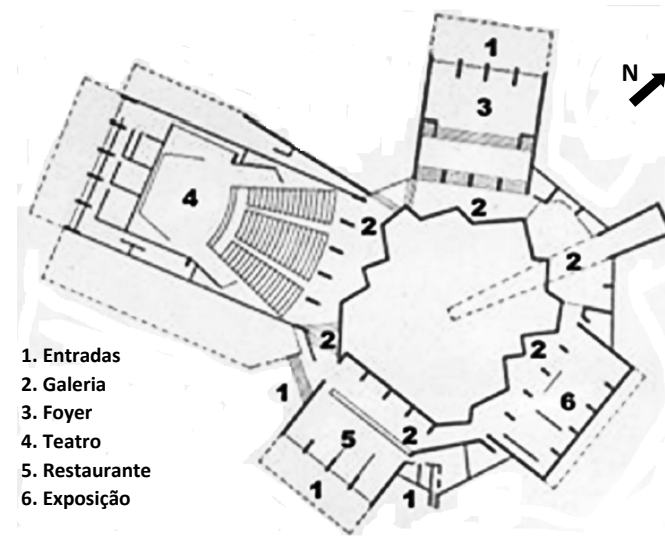 1
N
3
4
2
2
2
2
2
1
6
2
5
1
1
1. Entradas
2. Galeria
3. Foyer
4. Teatro
5. Restaurante
6. Exposição